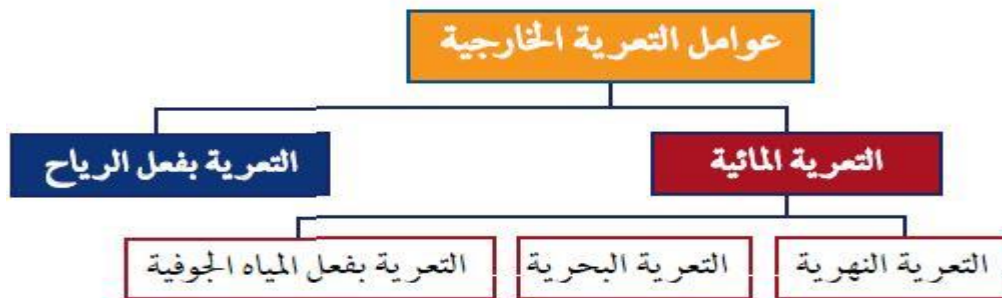 عوامل التعرية الخارجية
التعرية المائية
التعرية بفعل الرياح
التعرية النهرية
التعرية البحرية
التعرية بفعل المياه الجوفية